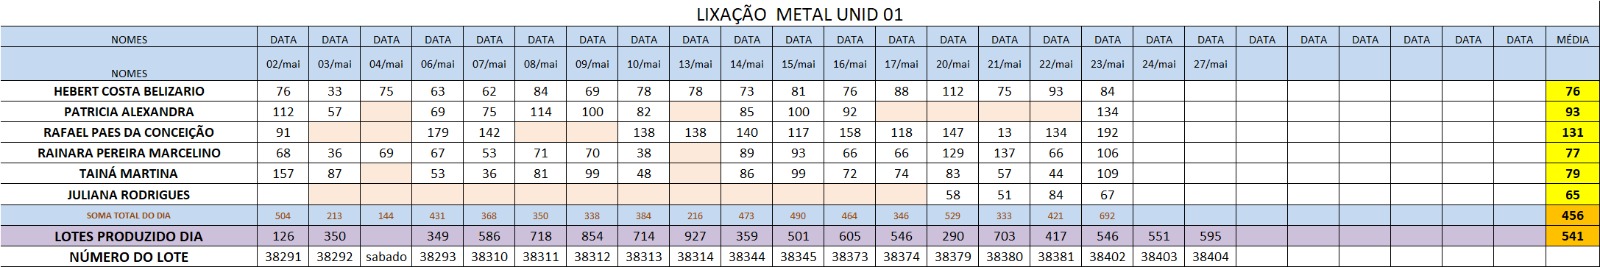 LIXAÇÃO METAL UNID 01
NOMES DATA DATA DATA DATA DATA DATA DATA DATA DATA DATA DATA DATA DATA DATA DATA DATA DATA DATA DATA DATA DATA DATA DATA DATA DATA MÉDIA
NOMES 02/mai 03/mai 04/mai 06/mai 07/mai 08/mai 09/mai 10/mai 13/mai 14/mai 15/mai 16/mai 17/mai 20/mai 21/mai 22/mai 23/mai 24/mai 27/mai
HEBERT COSTA BELIZARIO 76 33 75 63 62 84 69 78 78 73 81 76 88 112 75 93 84 76
PATRICIA ALEXANDRA 112 57 69 75 114 100 82 85 100 92 134 93
RAFAEL PAES DA CONCEIÇÃO 91 179 142 138 138 140 117 158 118 147 13 134 192 131
RAINARA PEREIRA MARCELINO 68 36 69 67 53 71 70 38 89 93 66 66 129 137 66 106 77
TAINÁ MARTINA 157 87 53 36 81 99 48 86 99 72 74 83 57 44 109 79
JULIANA RODRIGUES 58 51 84 67 65
SOMA TOTAL DO DIA 504 213 144 431 368 350 338 384 216 473 490 464 346 529 333 421 692 456
LOTES PRODUZIDO DIA 126 350 349 586 718 854 714 927 359 501 605 546 290 703 417 546 551 595 541
NÚMERO DO LOTE 38291 38292 sabado 38293 38310 38311 38312 38313 38314 38344 38345 38373 38374 38379 38380 38381 38402 38403 38404